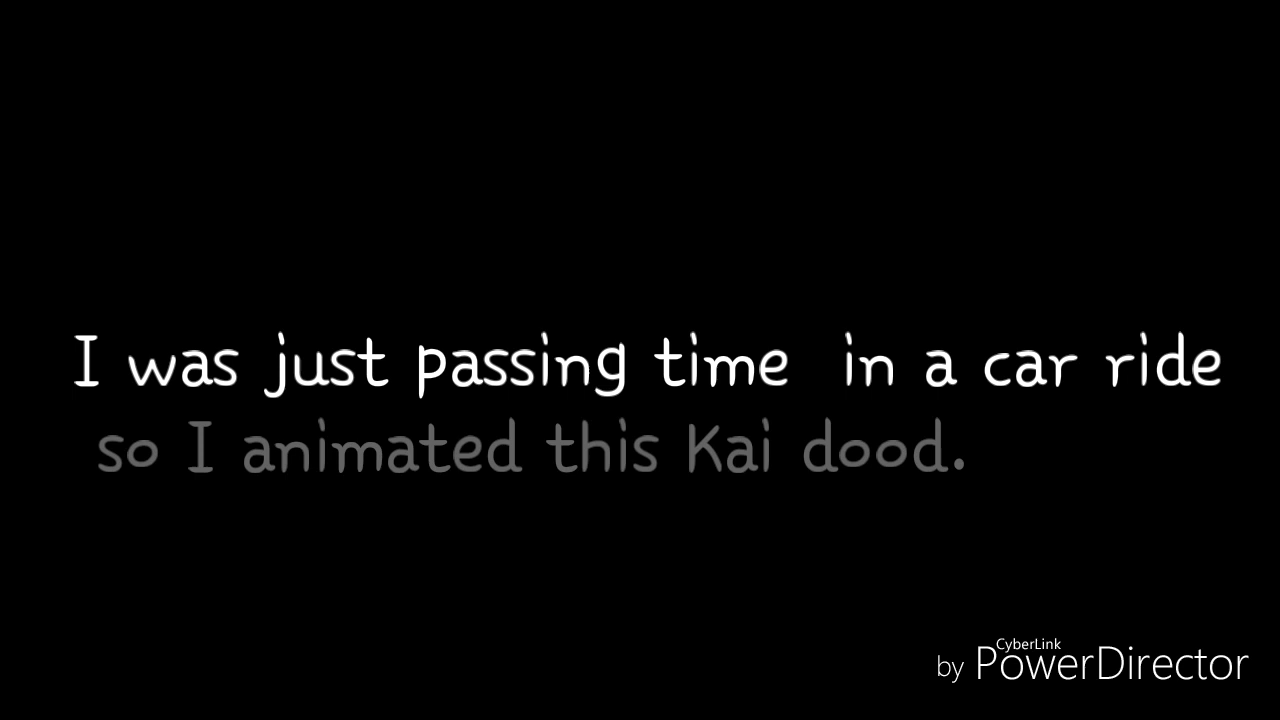 I was just passing time  in a car ride
so I animated this Kai dood.
CyberLink
by PowerDirector